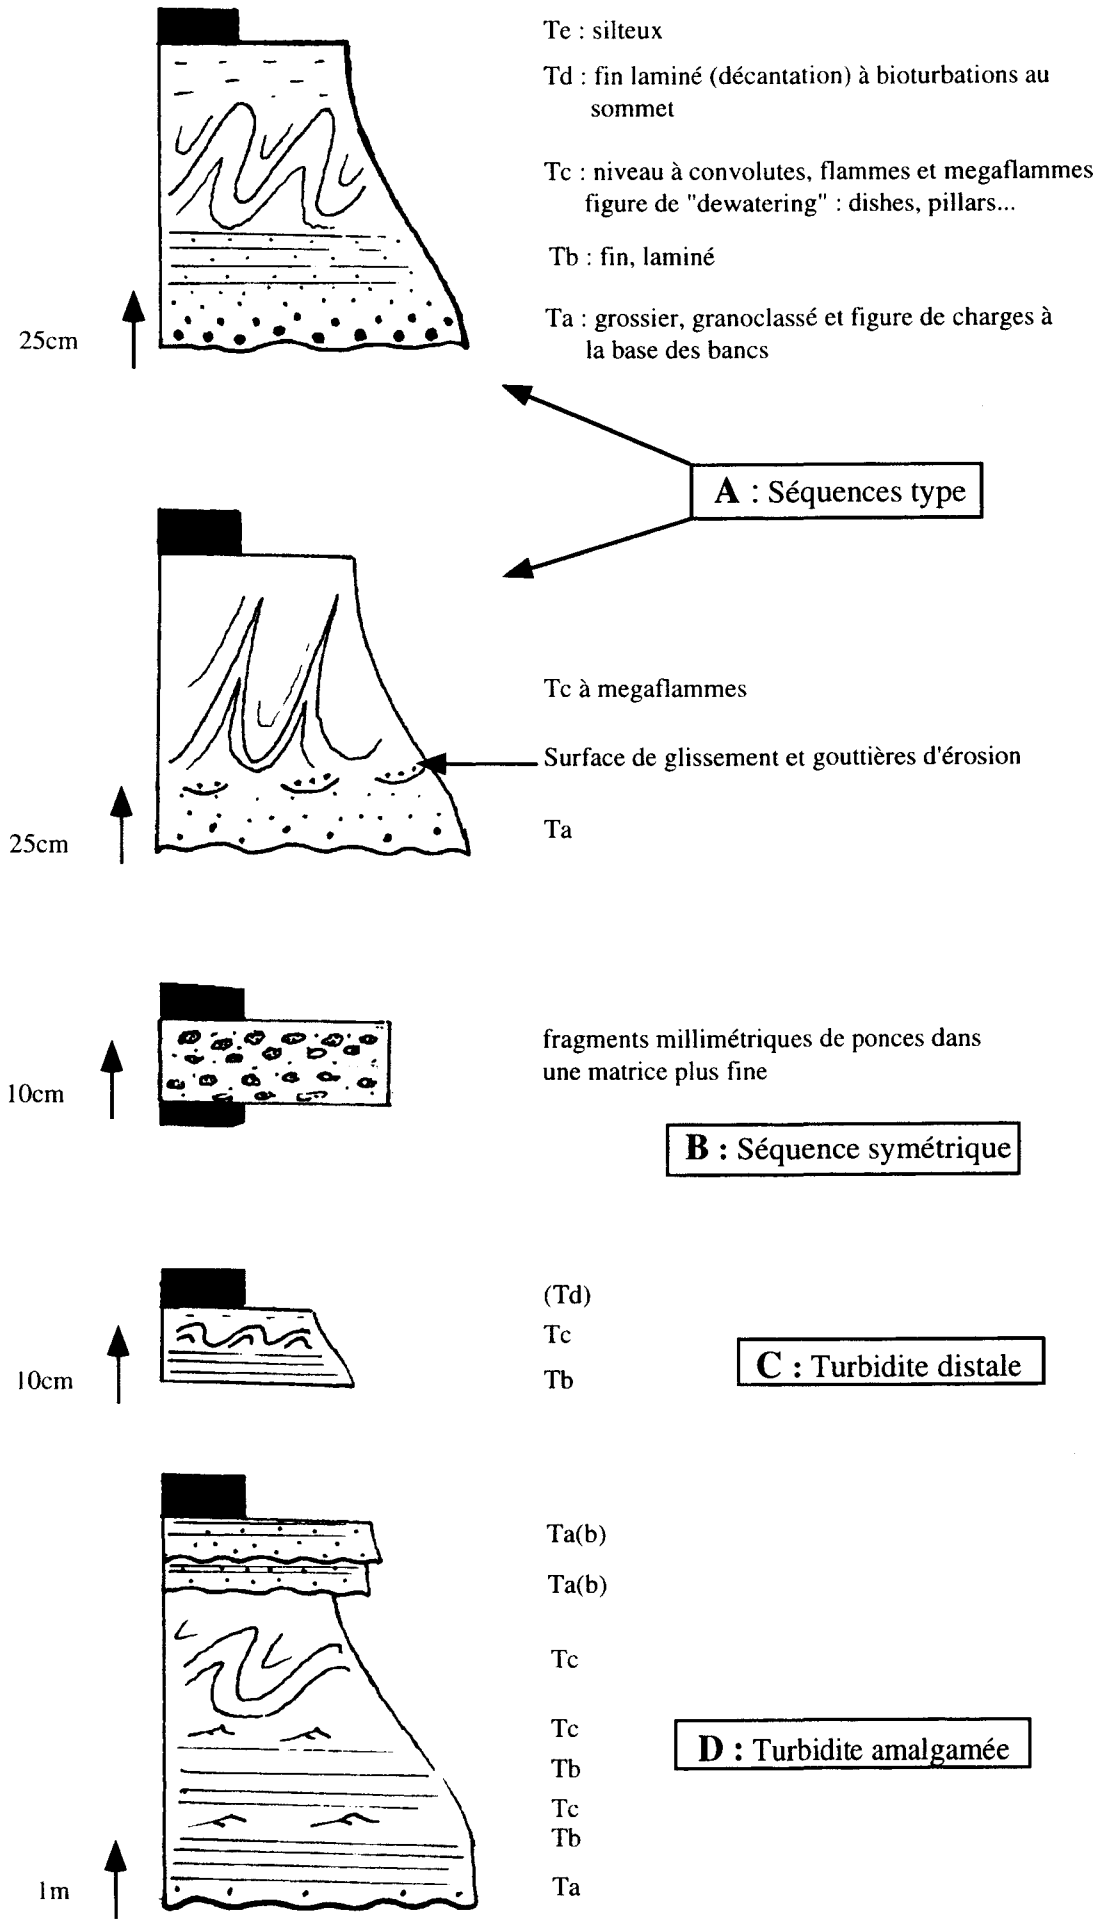 Te : silteux
Td : fin laminé (décantation) à bioturbations au
sommet
Tc : niveau à convolutes, flammes et megaflammes
figure de "dewatering" : dishes, pillars...
Tb : fin, laminé
Ta : grossier, granoclassé et figure de charges à
la base des bancs
25cm
A : Séquences type
Tc à megaflammes
Surface de glissement et gouttières d'érosion
Ta
25cm
fragments millimétriques de ponces dans
une matrice plus fine
10cm
B : Séquence symétrique
(Td)
Tc
Tb
10cm
C : Turbidite distale
Ta(b)
Ta(b)
Tc
Tc
Tb
Tc
Tb
Ta
1m
D : Turbidite amalgamée